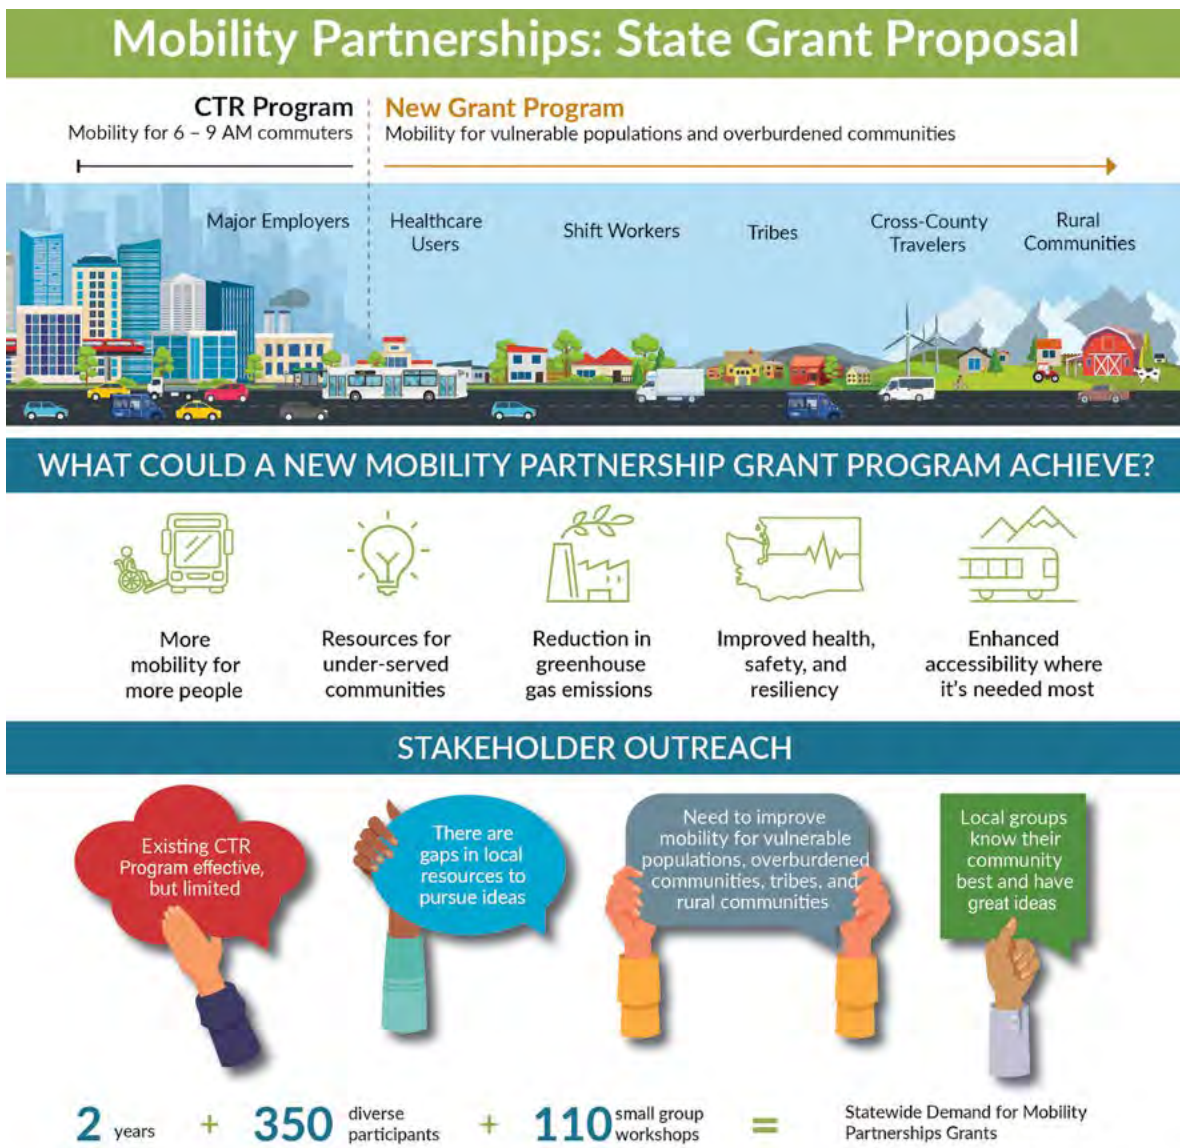 Mobility Partnerships: State Grant Proposal
CTR Program
Mobility for 6 – 9 AM commuters
New Grant Program
Mobility for vulnerable populations and overburdened communities
Major Employers
Healthcare
Users
Shift Workers
Tribes
Cross-County
Travelers
Rural
Communities
WHAT COULD A NEW MOBILITY PARTNERSHIP GRANT PROGRAM ACHIEVE?
More
mobility for
more people
Resources for
under-served
communities
Reduction in
greenhouse
gas emissions
Improved health,
safety, and
resiliency
Enhanced
accessibility where
it's needed most
STAKEHOLDER OUTREACH
Existing CTR
Program effective,
but limited
There are
gaps in local
resources to
pursue ideas
Need to improve
mobility for vulnerable
populations, overburdened
communities, tribes, and
rural communities
Local groups
know their
community
best and have
great ideas
2 years + 350 diverse participants + 110 small group workshops =
Statewide Demand for Mobility
Partnerships Grants